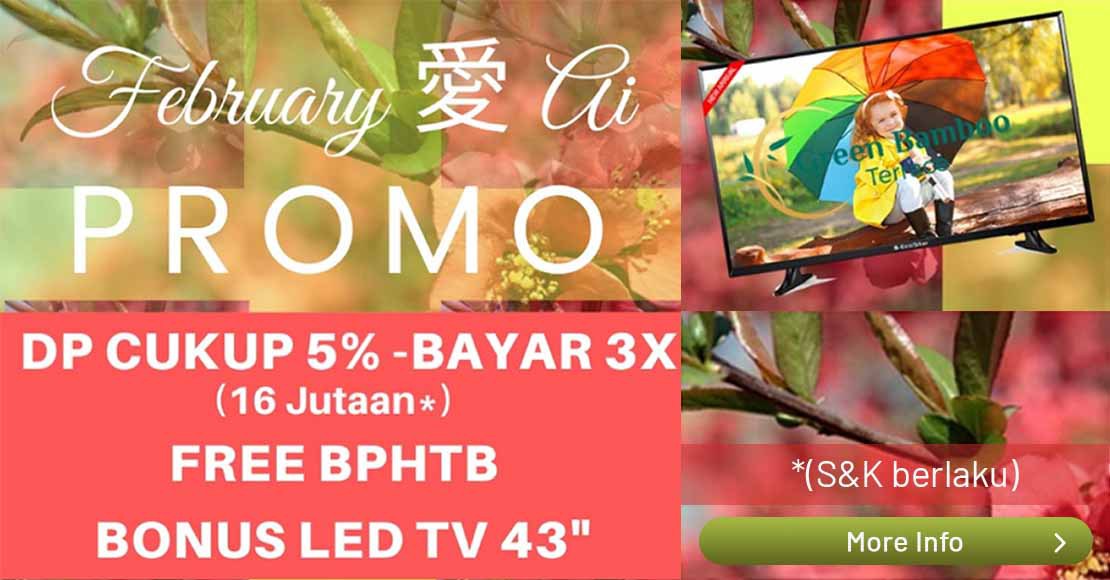 February 愛 Ai
PROMO
DP CUKUP 5% -BAYAR 3X
(16 Jutaan*)
FREE BPHTB
BONUS LED TV 43"
Green Bamboo
*(S&K berlaku)
More Info